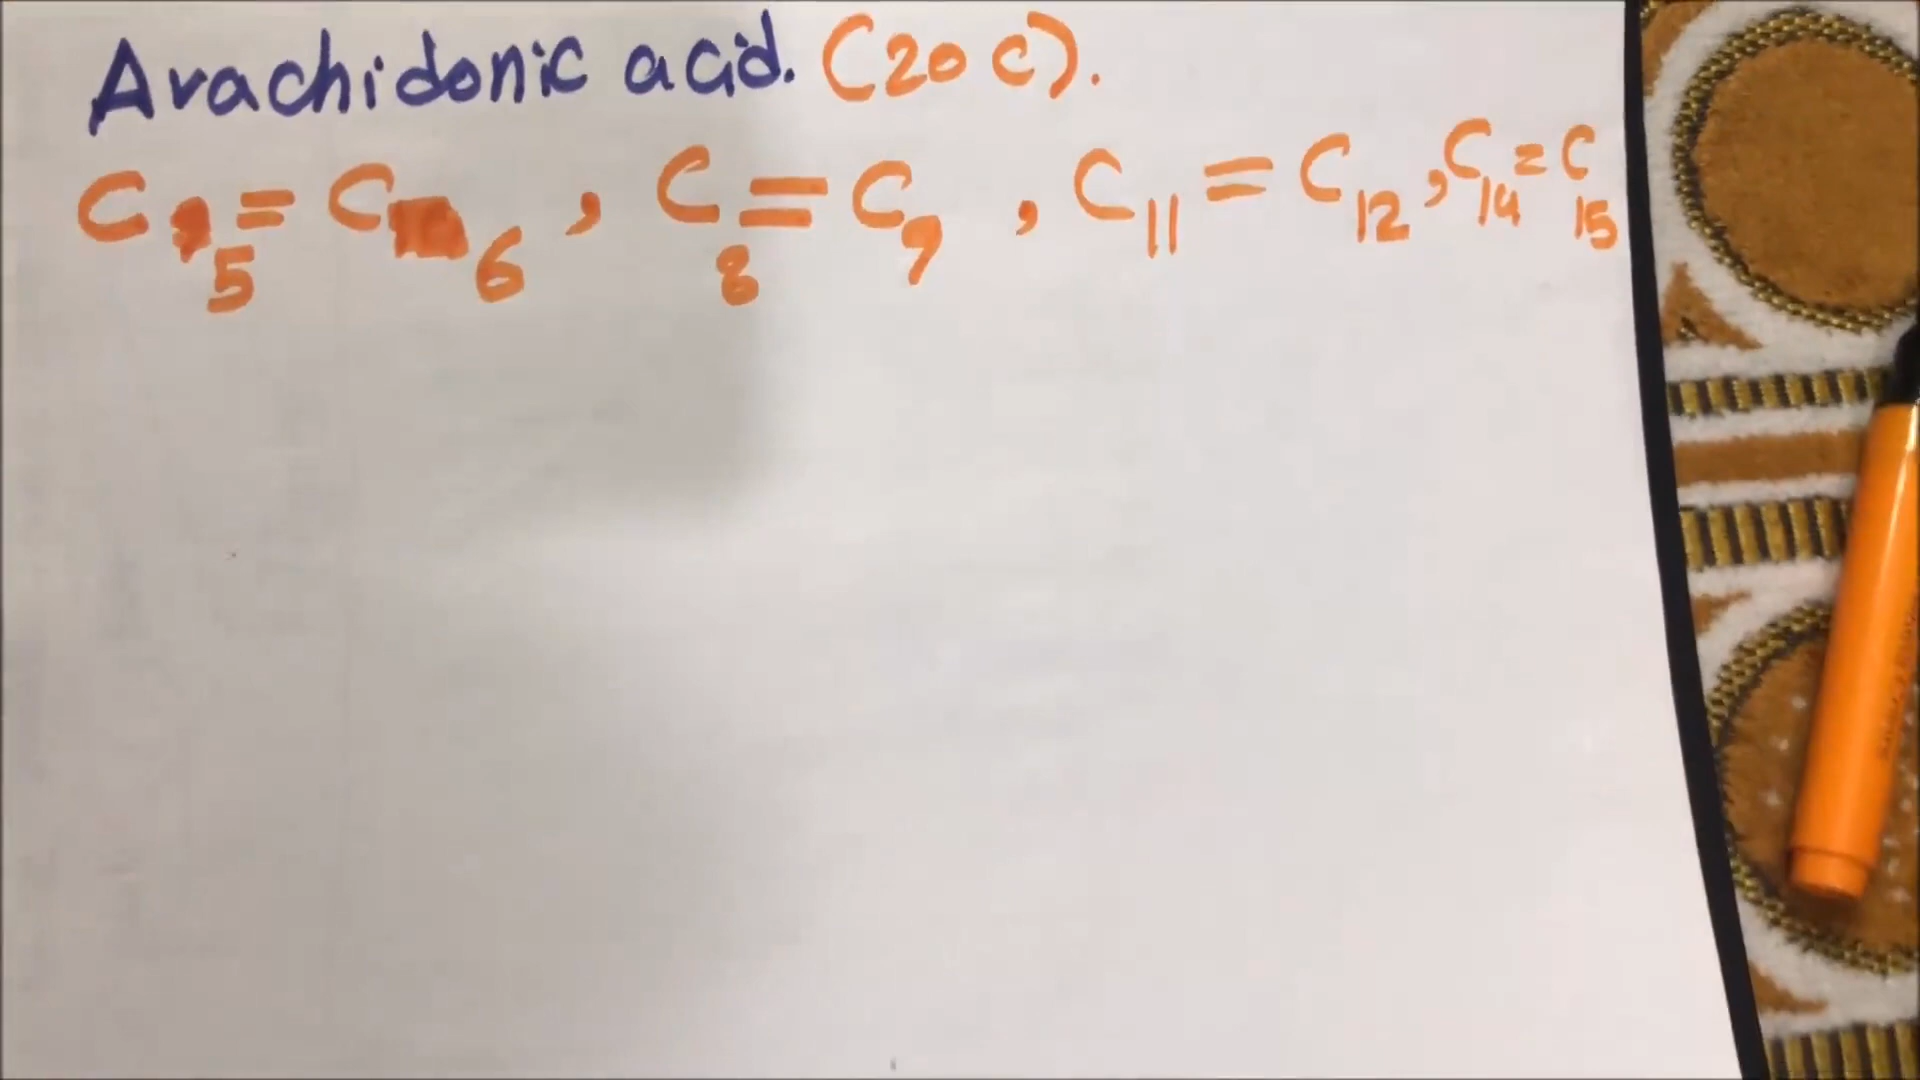 Arachidonic acid. (20 C).
C₅=C₆ , C₈=C₉ , C₁₁=C₁₂ , C₁₄=C₁₅